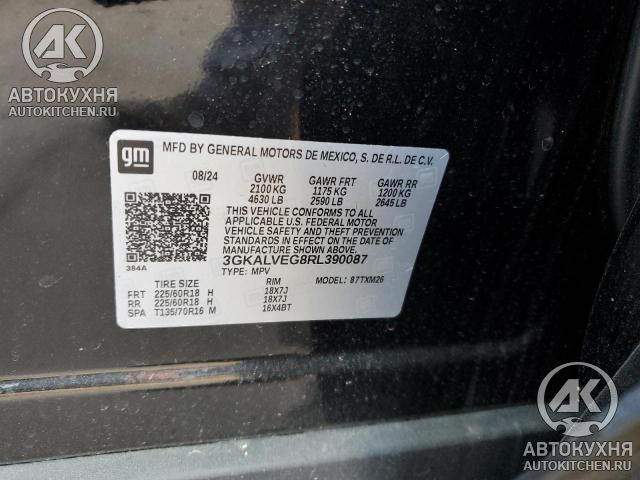 АВТОКУХНЯ
AUTOKITCHEN.RU
gm
MFD BY GENERAL MOTORS DE MEXICO, S. DE R.L. DE C.V.
08/24 GVWR GAWR FRT GAWR RR
2100 KG 1175 KG 1200 KG
4630 LB 2590 LB 2645 LB
THIS VEHICLE CONFORMS TO ALL
APPLICABLE U.S. FEDERAL MOTOR
VEHICLE SAFETY AND THEFT PREVENTION
STANDARDS IN EFFECT ON THE DATE OF
MANUFACTURE SHOWN ABOVE.
3GKALVEG8RL390087
384A TYPE: MPV MODEL: 87TXM26
TIRE SIZE RIM
FRT 225/60R18 H 18X7J
RR 225/60R18 H 18X7J
SPA T135/70R16 M 16X4BT
АВТОКУХНЯ
AUTOKITCHEN.RU